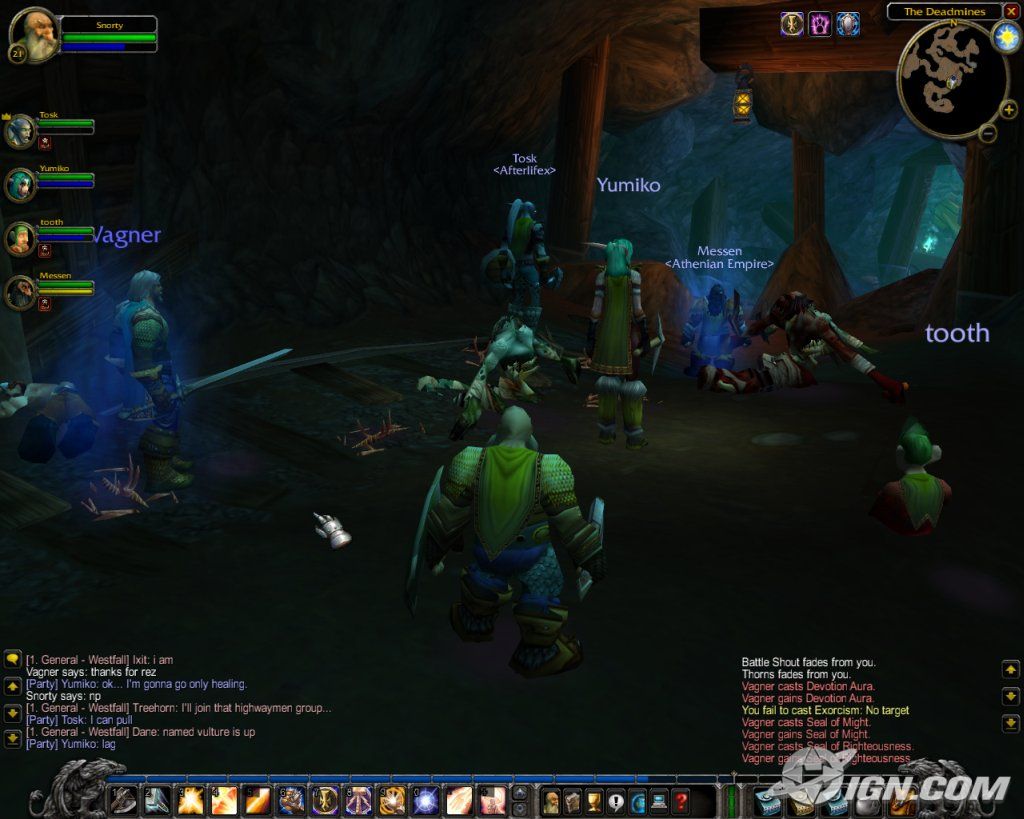 Snorty
21
The Deadmines
N
Tosk
Yumiko
tooth
Messen
Tosk
<Afterlifex>
Yumiko
Vagner
Messen
<Athenian Empire>
tooth
[1. General - Westfall] Ixit: i am
Vagner says: thanks for rez
[Party] Yumiko: ok... I'm gonna go only healing.
Snorty says: np
[1. General - Westfall] Treehorn: I'll join that highwaymen group...
[Party] Tosk: I can pull
[1. General - Westfall] Dane: named vulture is up
[Party] Yumiko: lag
Battle Shout fades from you.
Thorns fades from you.
Vagner casts Devotion Aura.
Vagner gains Devotion Aura.
You fail to cast Exorcism: No target
Vagner casts Seal of Might.
Vagner gains Seal of Might.
Vagner casts Seal of Righteousness.
Vagner gains Seal of Righteousness
IGN.COM